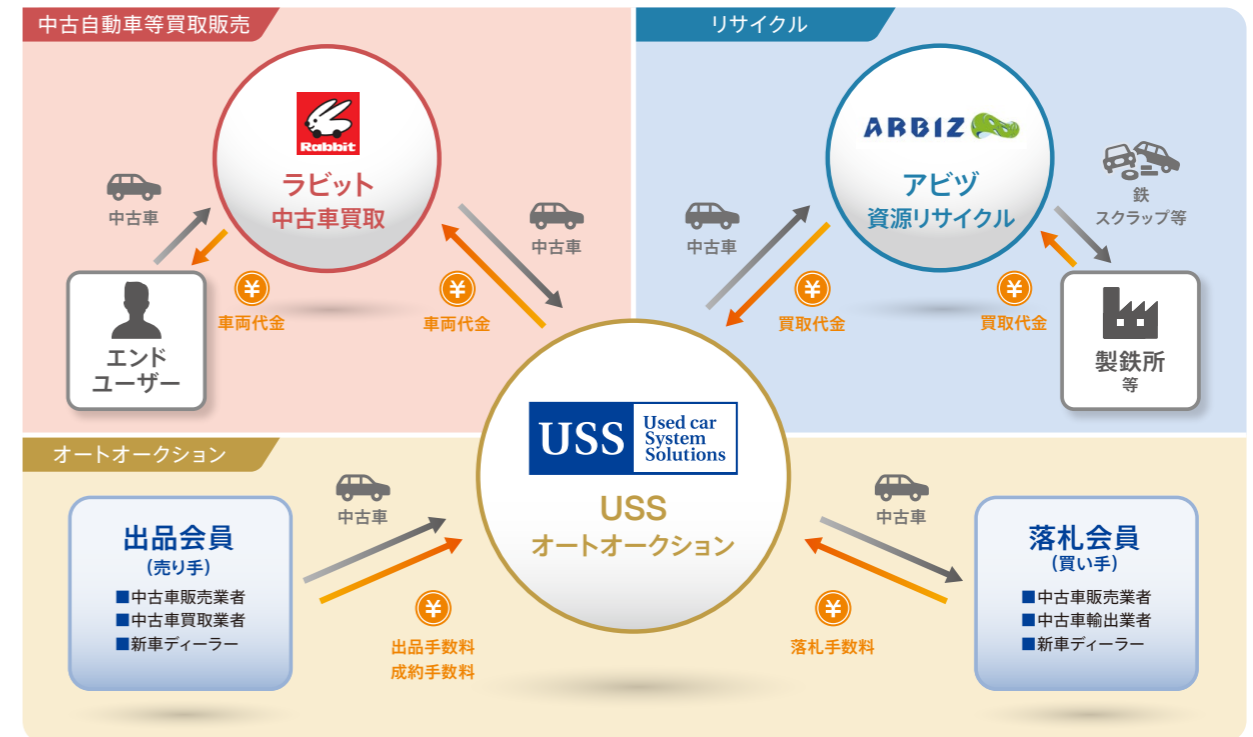 中古自動車等買取販売
Rabbit
ラビット
中古車買取
中古車
中古車
¥
車両代金
¥
車両代金
エンド
ユーザー
リサイクル
ARBIZ
アビヅ
資源リサイクル
中古車
鉄
スクラップ等
¥
買取代金
¥
買取代金
製鉄所
等
USS
Used car
System
Solutions
USS
オートオークション
オートオークション
出品会員
(売り手)
■中古車販売業者
■中古車買取業者
■新車ディーラー
中古車
¥
出品手数料
成約手数料
中古車
¥
落札手数料
落札会員
(買い手)
■中古車販売業者
■中古車輸出業者
■新車ディーラー